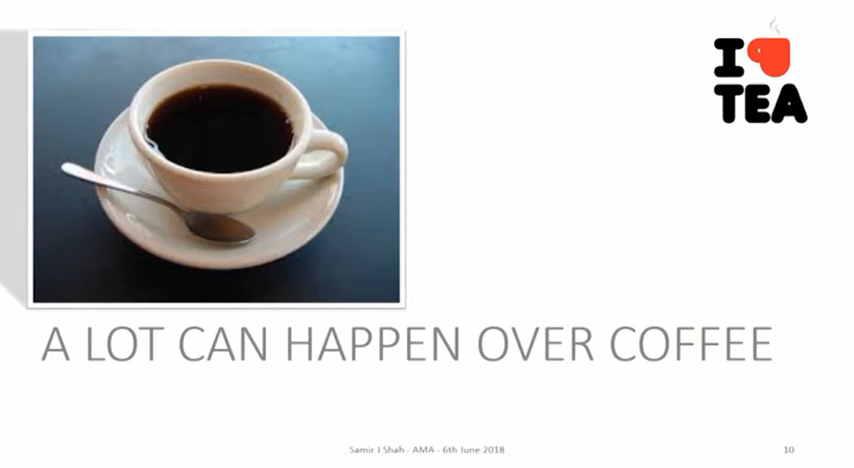 I
TEA
A LOT CAN HAPPEN OVER COFFEE
Samir J Shah - AMA - 6th June 2018
10